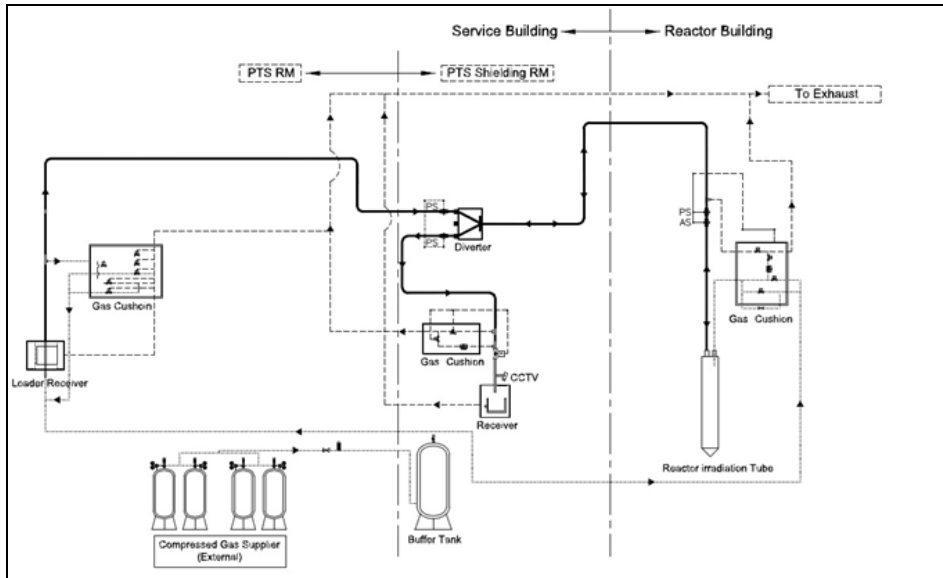 Service Building
Reactor Building
PTS RM
PTS Shielding RM
To Exhaust
PS
PS
Diverter
PS
AS
Gas Cushoin
Gas Cushion
Gas Cushion
Loader Receiver
CCTV
Receiver
Reactor irradiation Tube
Buffer Tank
Compressed Gas Supplier
(External)